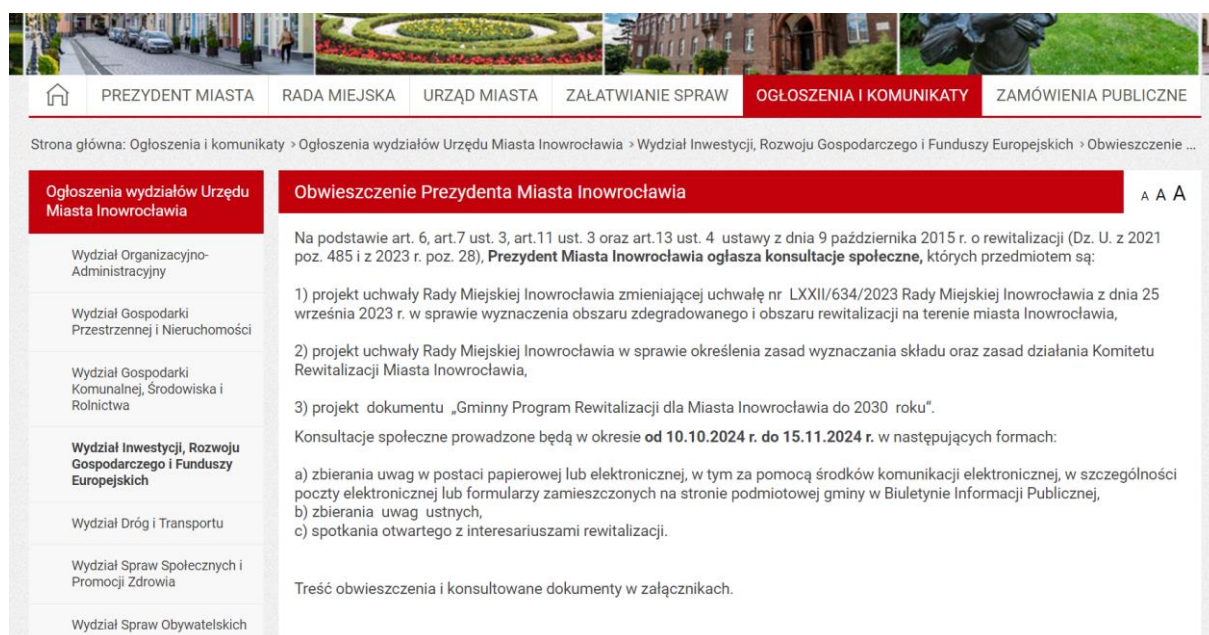 PREZYDENT MIASTA RADA MIEJSKA URZĄD MIASTA ZAŁATWIANIE SPRAW OGŁOSZENIA I KOMUNIKATY ZAMÓWIENIA PUBLICZNE
Strona główna: Ogłoszenia i komunikaty > Ogłoszenia wydziałów Urzędu Miasta Inowrocławia > Wydział Inwestycji, Rozwoju Gospodarczego i Funduszy Europejskich > Obwieszczenie ...
Ogłoszenia wydziałów Urzędu
Miasta Inowrocławia
Wydział Organizacyjno-
Administracyjny
Wydział Gospodarki
Przestrzennej i Nieruchomości
Wydział Gospodarki
Komunalnej, Środowiska i
Rolnictwa
Wydział Inwestycji, Rozwoju
Gospodarczego i Funduszy
Europejskich
Wydział Dróg i Transportu
Wydział Spraw Społecznych i
Promocji Zdrowia
Wydział Spraw Obywatelskich
Obwieszczenie Prezydenta Miasta Inowrocławia
A A A
Na podstawie art. 6, art.7 ust. 3, art.11 ust. 3 oraz art.13 ust. 4 ustawy z dnia 9 października 2015 r. o rewitalizacji (Dz. U. z 2021
poz. 485 i z 2023 r. poz. 28), Prezydent Miasta Inowrocławia ogłasza konsultacje społeczne, których przedmiotem są:
1) projekt uchwały Rady Miejskiej Inowrocławia zmieniającej uchwałę nr LXXII/634/2023 Rady Miejskiej Inowrocławia z dnia 25
września 2023 r. w sprawie wyznaczenia obszaru zdegradowanego i obszaru rewitalizacji na terenie miasta Inowrocławia,
2) projekt uchwały Rady Miejskiej Inowrocławia w sprawie określenia zasad wyznaczania składu oraz zasad działania Komitetu
Rewitalizacji Miasta Inowrocławia,
3) projekt dokumentu „Gminny Program Rewitalizacji dla Miasta Inowrocławia do 2030 roku“.
Konsultacje społeczne prowadzone będą w okresie od 10.10.2024 r. do 15.11.2024 r. w następujących formach:
a) zbierania uwag w postaci papierowej lub elektronicznej, w tym za pomocą środków komunikacji elektronicznej, w szczególności
poczty elektronicznej lub formularzy zamieszczonych na stronie podmiotowej gminy w Biuletynie Informacji Publicznej,
b) zbierania uwag ustnych,
c) spotkania otwartego z interesariuszami rewitalizacji.
Treść obwieszczenia i konsultowane dokumenty w załącznikach.